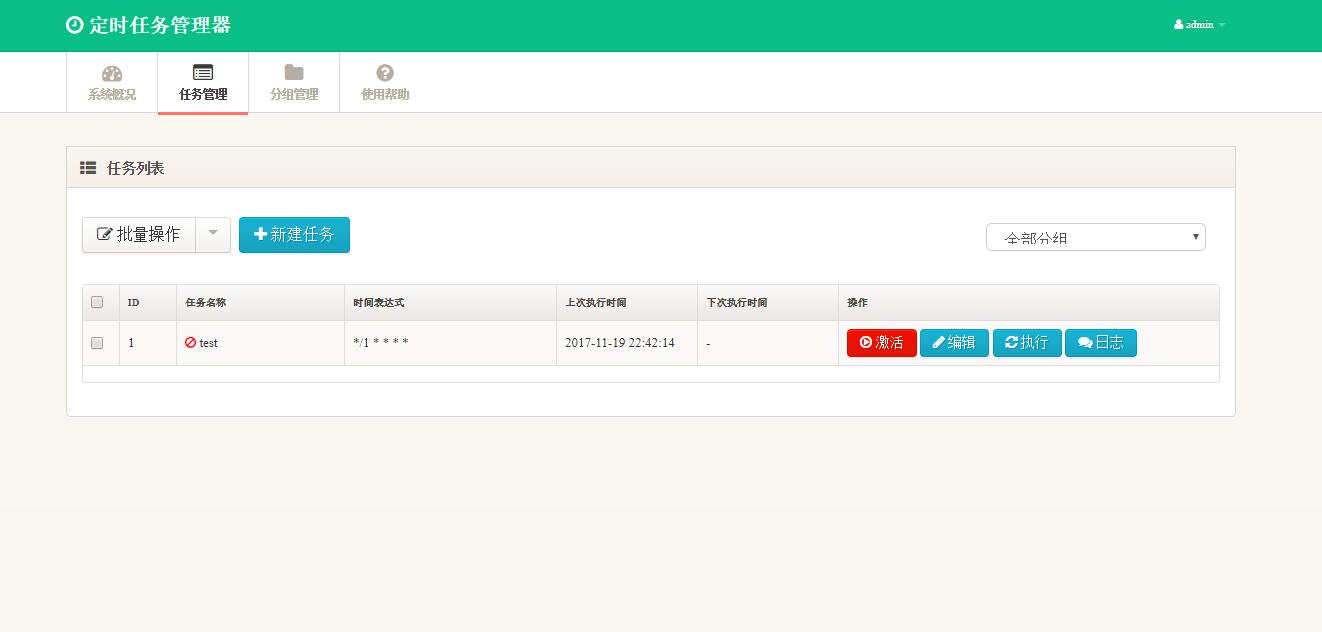 定时任务管理器
admin
系统概况 任务管理 分组管理 使用帮助
任务列表
批量操作 新建任务 全部分组
ID 任务名称 时间表达式 上次执行时间 下次执行时间 操作
1 test */1 * * * * 2017-11-19 22:42:14 - 激活 编辑 执行 日志